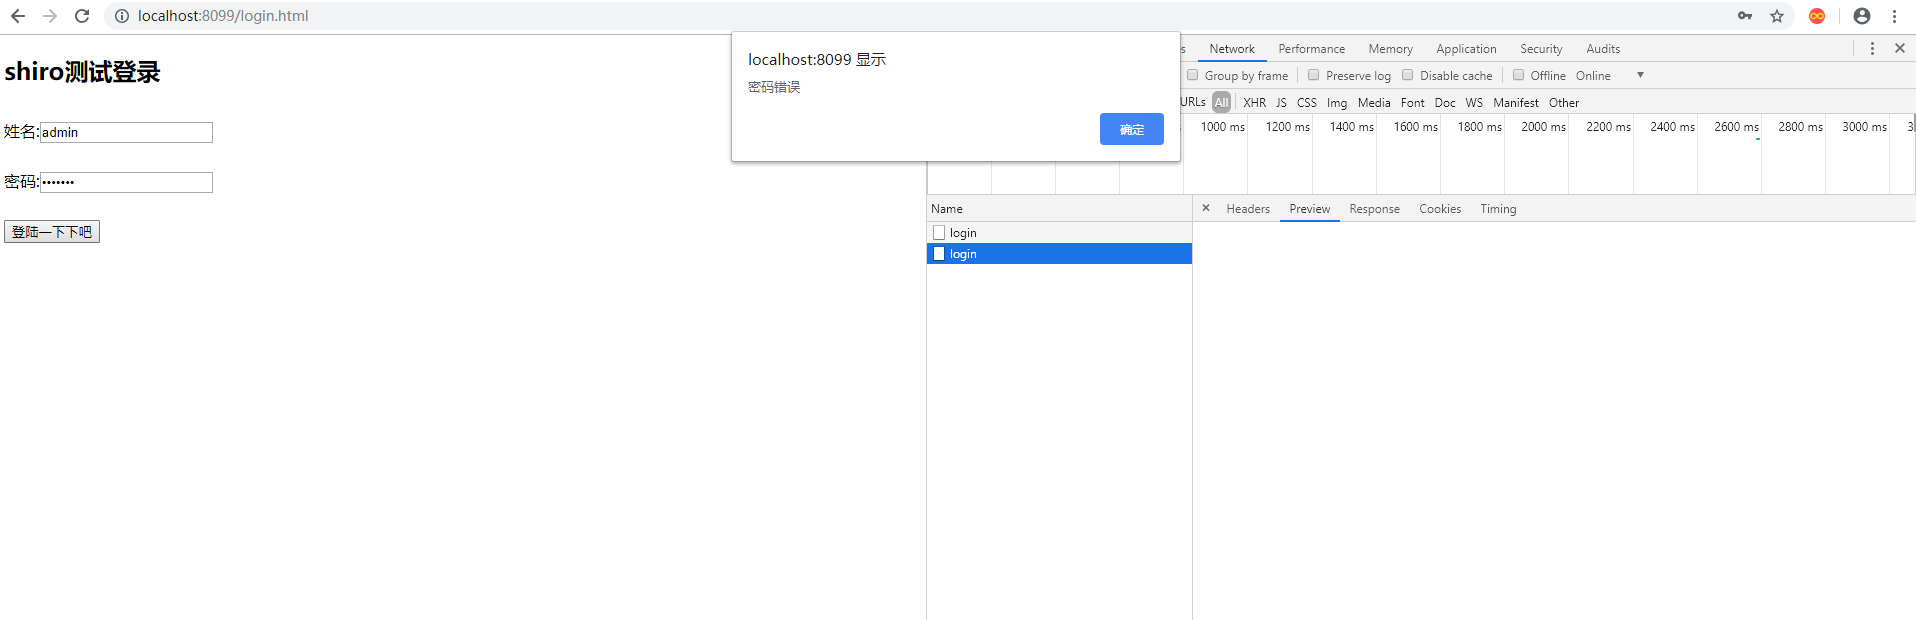 localhost:8099/login.html
shiro测试登录
姓名:admin
密码:•••••••
登陆一下下吧
localhost:8099 显示
密码错误
确定
Network Performance Memory Application Security Audits
Group by frame Preserve log Disable cache Offline Online
URLs All XHR JS CSS Img Media Font Doc WS Manifest Other
1000 ms 1200 ms 1400 ms 1600 ms 1800 ms 2000 ms 2200 ms 2400 ms 2600 ms 2800 ms 3000 ms
Name
Headers Preview Response Cookies Timing
login
login